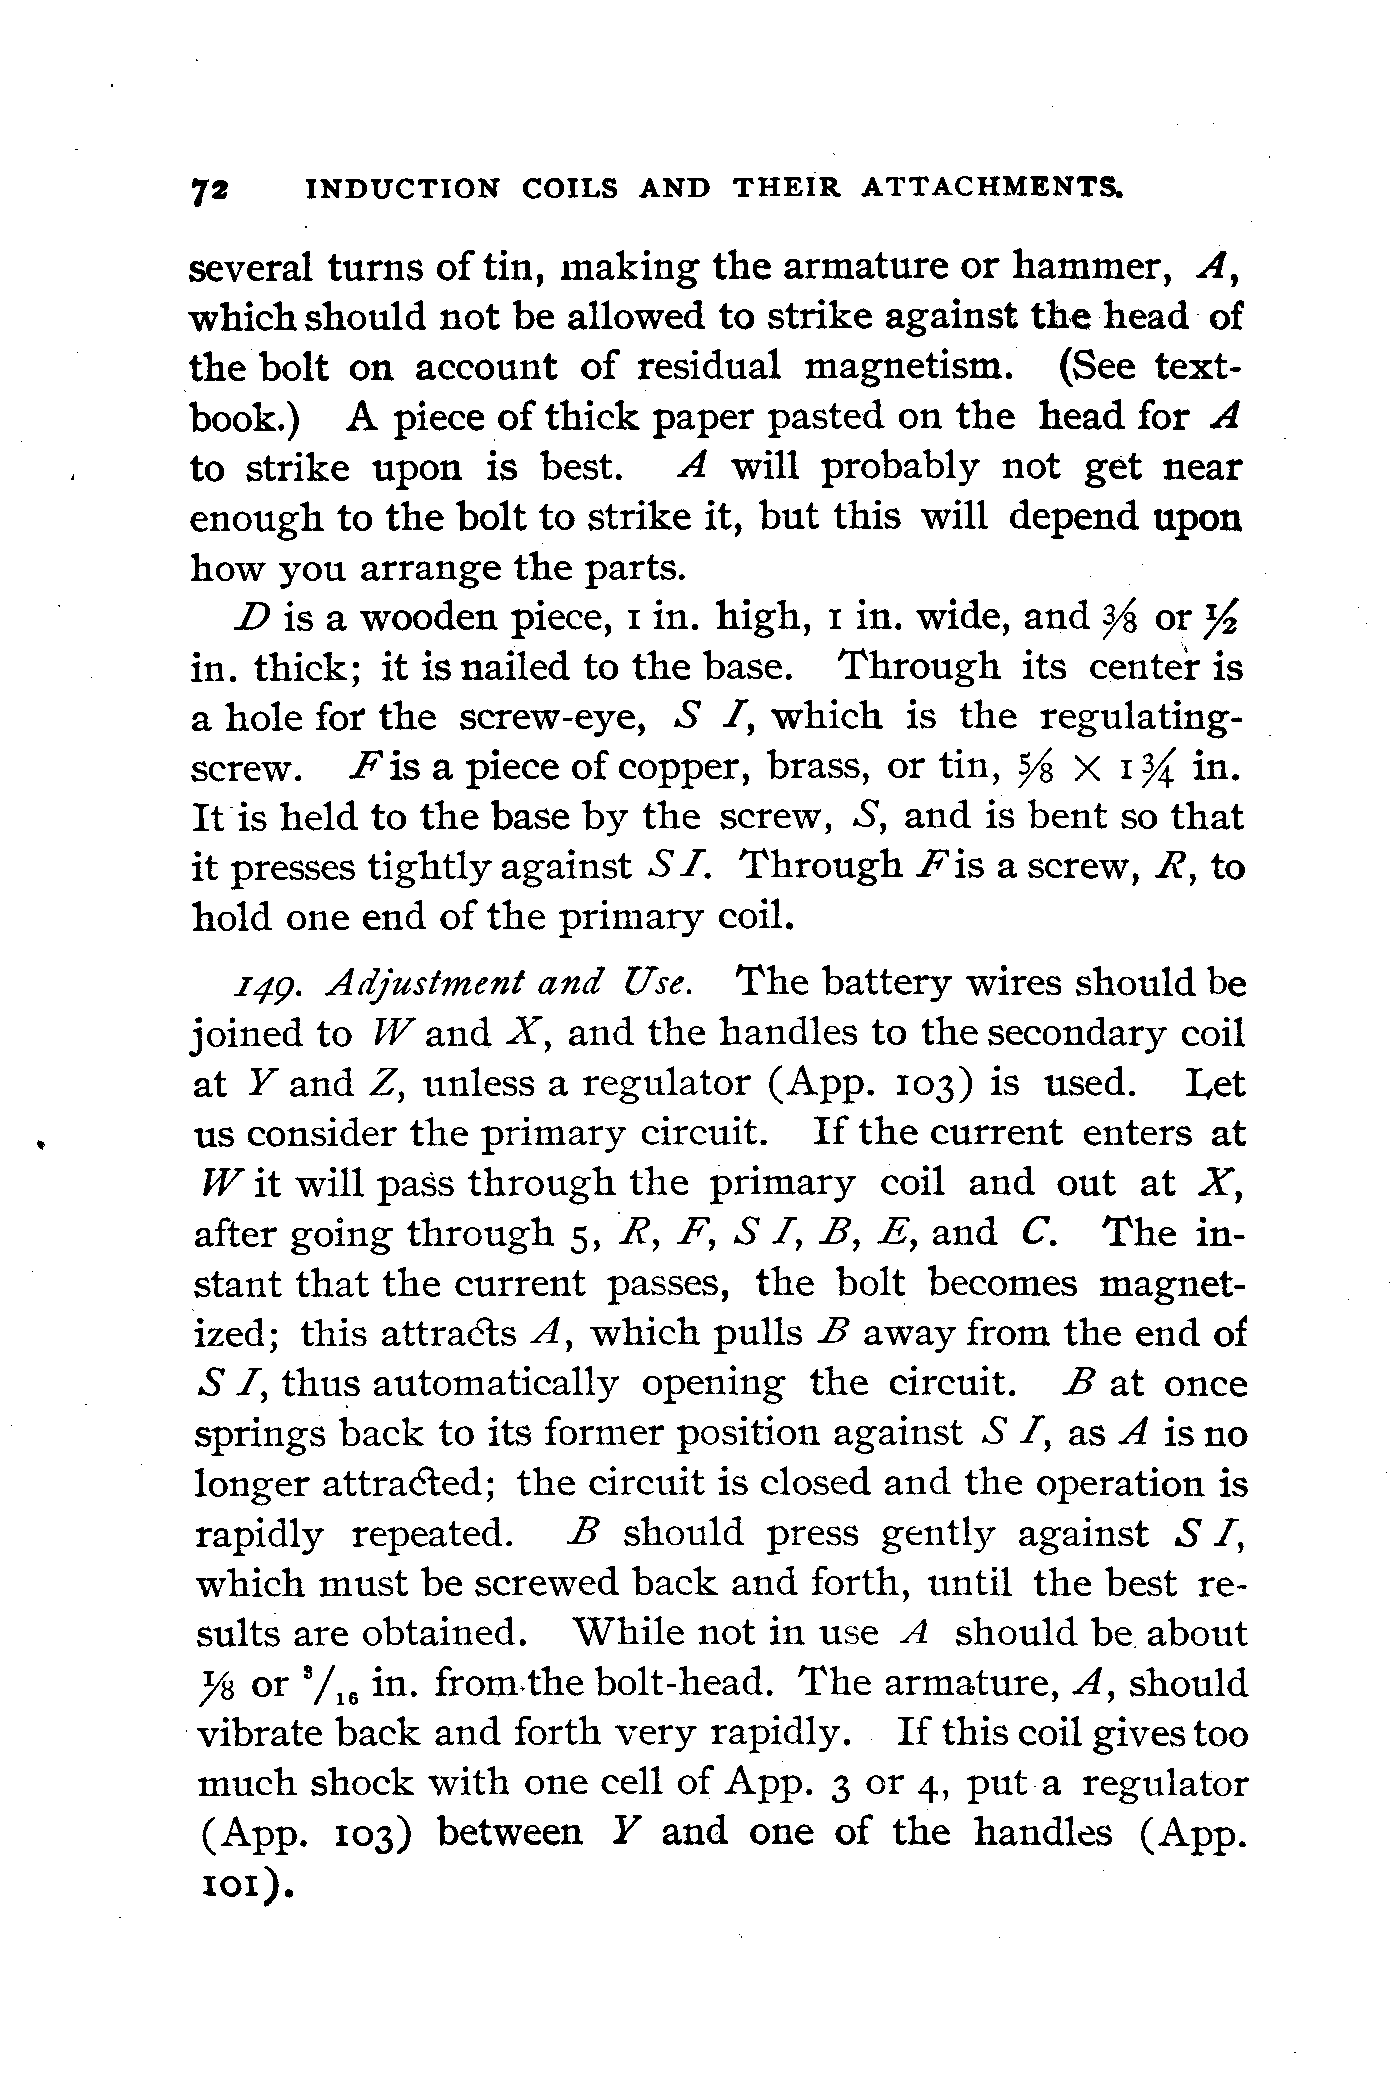 72 INDUCTION COILS AND THEIR ATTACHMENTS.
several turns of tin, making the armature or hammer, A,
which should not be allowed to strike against the head of
the bolt on account of residual magnetism. (See text-
book.) A piece of thick paper pasted on the head for A
to strike upon is best. A will probably not get near
enough to the bolt to strike it, but this will depend upon
how you arrange the parts.
D is a wooden piece, 1 in. high, 1 in. wide, and ⅜ or ½
in. thick; it is nailed to the base. Through its center is
a hole for the screw-eye, S I, which is the regulating-
screw. F is a piece of copper, brass, or tin, ⅝ × 1¾ in.
It is held to the base by the screw, S, and is bent so that
it presses tightly against S I. Through F is a screw, R, to
hold one end of the primary coil.
149. Adjustment and Use. The battery wires should be
joined to W and X, and the handles to the secondary coil
at Y and Z, unless a regulator (App. 103) is used. Let
us consider the primary circuit. If the current enters at
W it will pass through the primary coil and out at X,
after going through 5, R, F, S I, B, E, and C. The in-
stant that the current passes, the bolt becomes magnet-
ized; this attracts A, which pulls B away from the end of
S I, thus automatically opening the circuit. B at once
springs back to its former position against S I, as A is no
longer attracted; the circuit is closed and the operation is
rapidly repeated. B should press gently against S I,
which must be screwed back and forth, until the best re-
sults are obtained. While not in use A should be about
⅛ or 3/16 in. from the bolt-head. The armature, A, should
vibrate back and forth very rapidly. If this coil gives too
much shock with one cell of App. 3 or 4, put a regulator
(App. 103) between Y and one of the handles (App.
101).